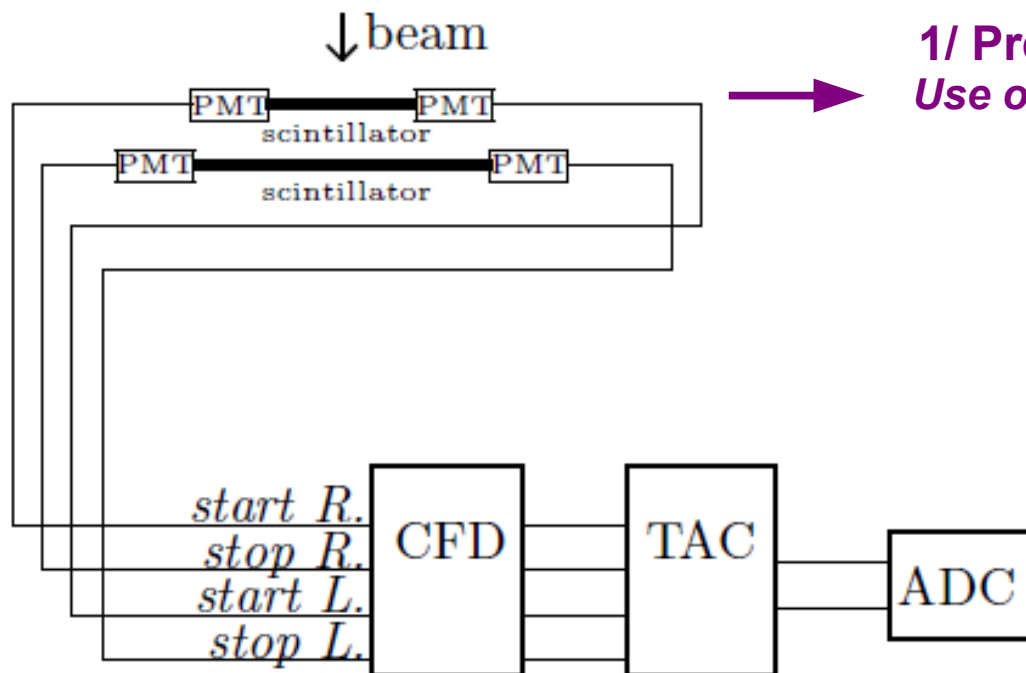 beam
1/ Pr
Use o
PMT PMT
scintillator
PMT PMT
scintillator
start R.
stop R.
start L.
stop L.
CFD
TAC
ADC